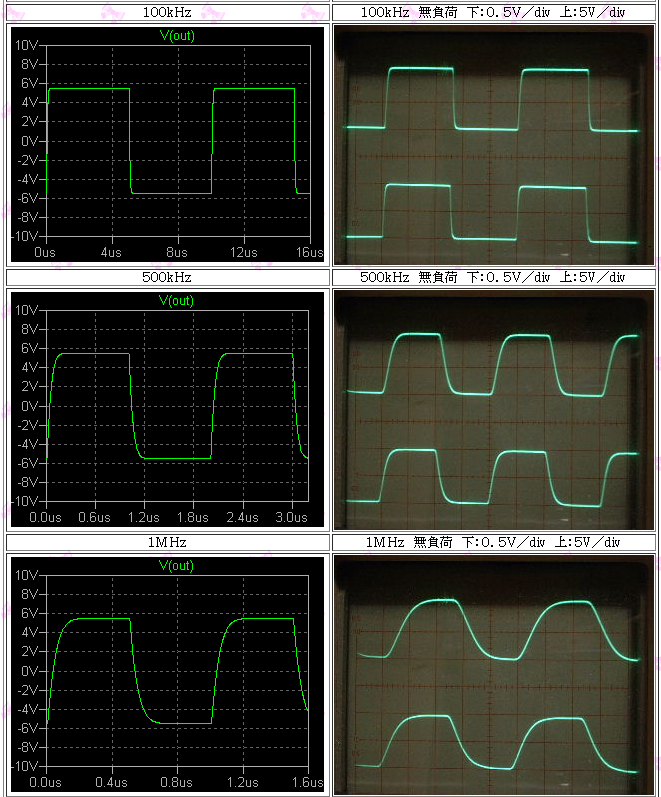 100kHz
100kHz 無負荷 下:0.5V/div 上:5V/div
V(out)
10V
8V
6V
4V
2V
0V
-2V
-4V
-6V
-8V
-10V
0us 4us 8us 12us 16us
500kHz
500kHz 無負荷 下:0.5V/div 上:5V/div
V(out)
10V
8V
6V
4V
2V
0V
-2V
-4V
-6V
-8V
-10V
0.0us 0.6us 1.2us 1.8us 2.4us 3.0us
1MHz
1MHz 無負荷 下:0.5V/div 上:5V/div
V(out)
10V
8V
6V
4V
2V
0V
-2V
-4V
-6V
-8V
-10V
0.0us 0.4us 0.8us 1.2us 1.6us